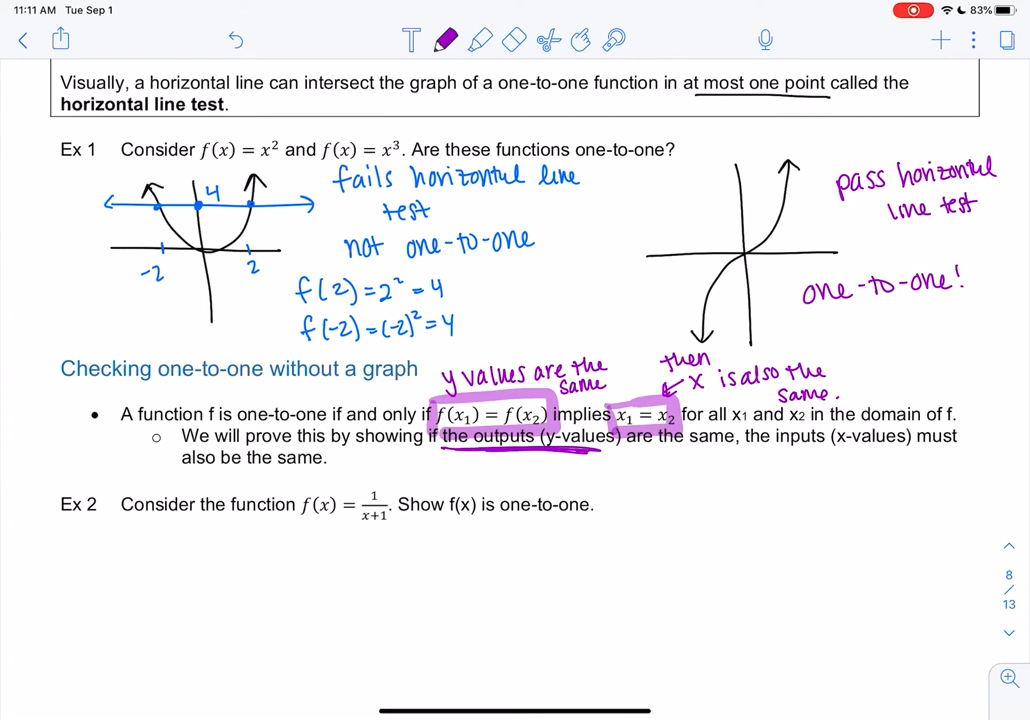 11:11 AM Tue Sep 1
83%
T
Visually, a horizontal line can intersect the graph of a one-to-one function in at most one point called the
horizontal line test.
Ex 1 Consider f(x) = x² and f(x) = x³. Are these functions one-to-one?
4
-2
2
fails horizontal line
test
not one-to-one
f(2) = 2² = 4
f(-2) = (-2)² = 4
pass horizontal
line test
one-to-one!
Checking one-to-one without a graph
y values are the
same
then
x is also the
same.
• A function f is one-to-one if and only if f(x₁) = f(x₂) implies x₁ = x₂ for all x1 and x2 in the domain of f.
o We will prove this by showing if the outputs (y-values) are the same, the inputs (x-values) must
also be the same.
Ex 2 Consider the function f(x) = 1/(x+1). Show f(x) is one-to-one.
8
/
13